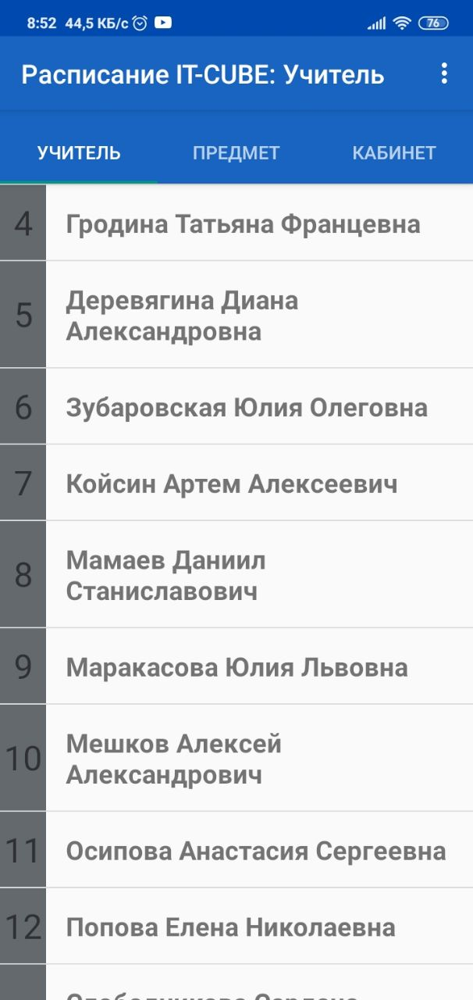 8:52 44,5 КБ/с 76
Расписание IT-CUBE: Учитель
УЧИТЕЛЬ ПРЕДМЕТ КАБИНЕТ
4 Гродина Татьяна Францевна
5 Деревягина Диана
Александровна
6 Зубаровская Юлия Олеговна
7 Койсин Артем Алексеевич
8 Мамаев Даниил
Станиславович
9 Маракасова Юлия Львовна
10 Мешков Алексей
Александрович
11 Осипова Анастасия Сергеевна
12 Попова Елена Николаевна